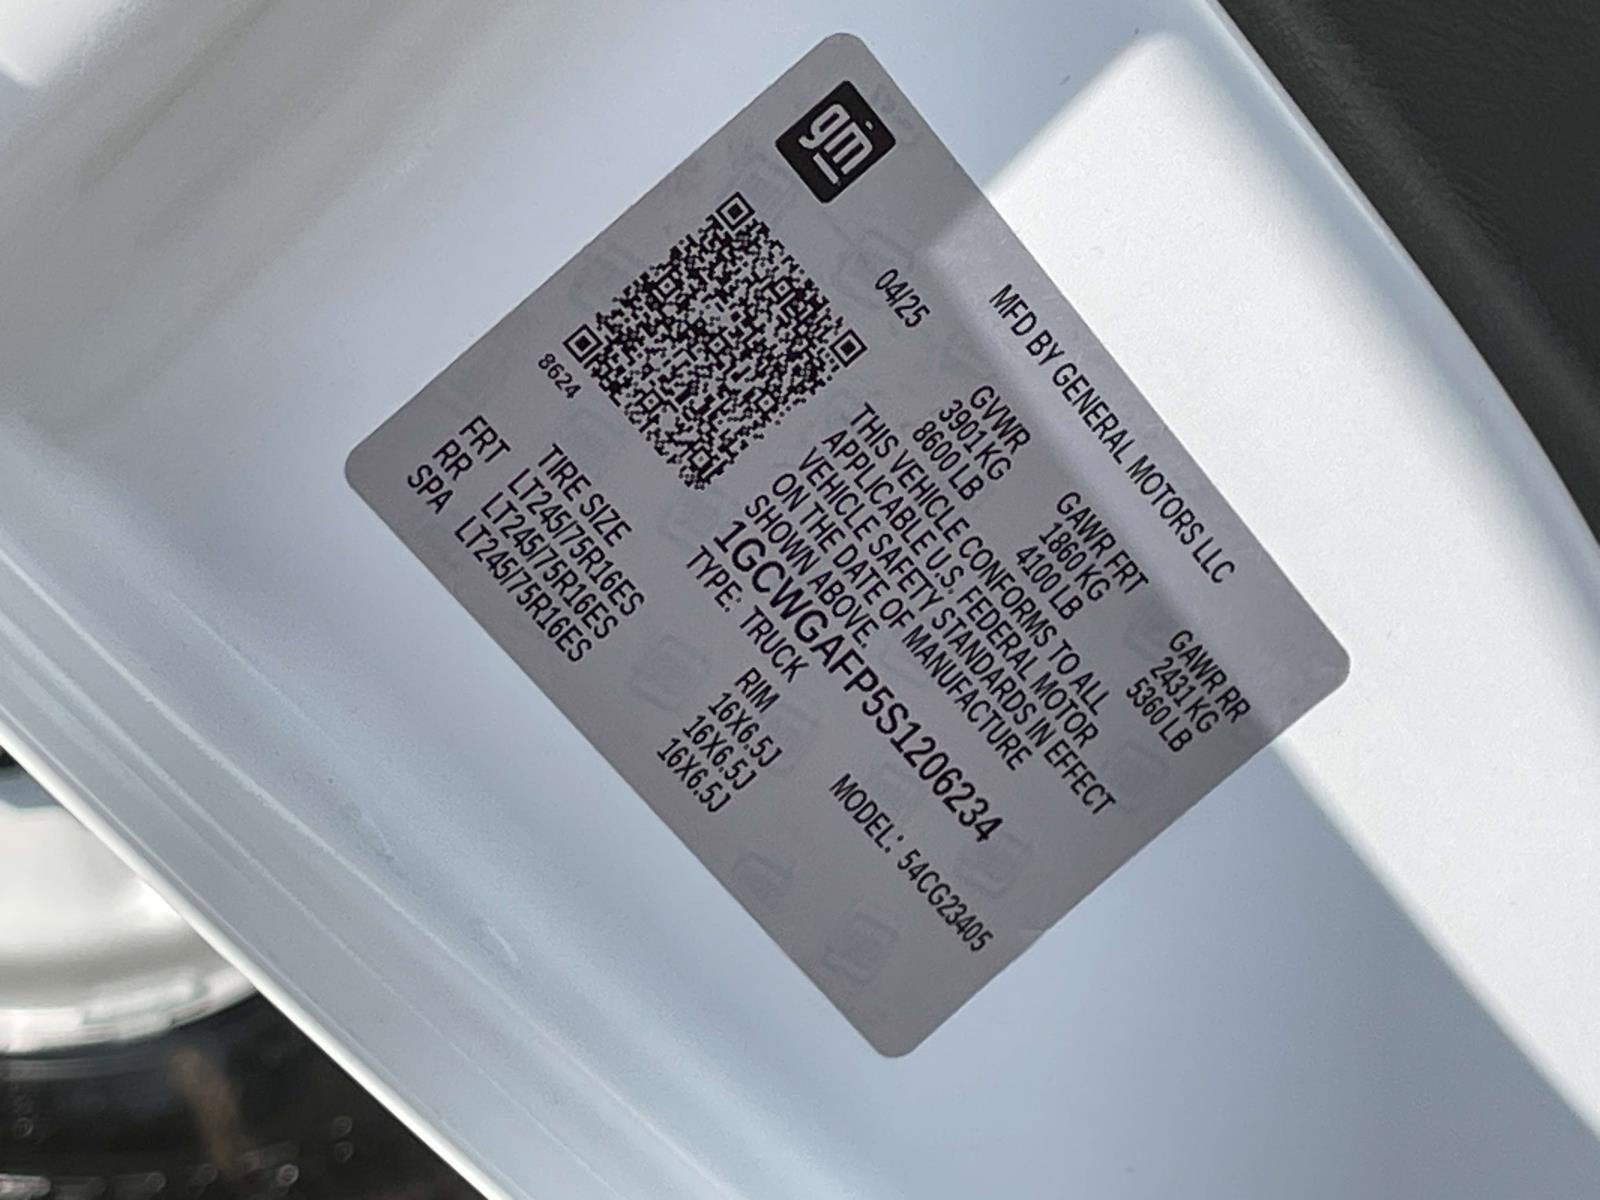 gm
MFD BY GENERAL MOTORS LLC
04/25
GVWR GAWR FRT GAWR RR
3901 KG 1860 KG 2431 KG
8600 LB 4100 LB 5360 LB
THIS VEHICLE CONFORMS TO ALL
APPLICABLE U.S. FEDERAL MOTOR
VEHICLE SAFETY STANDARDS IN EFFECT
ON THE DATE OF MANUFACTURE
SHOWN ABOVE.
1GCWGAFP5S1206234
TYPE: TRUCK MODEL: 54CG23405
8624
TIRE SIZE RIM
FRT LT245/75R16ES 16X6.5J
RR LT245/75R16ES 16X6.5J
SPA LT245/75R16ES 16X6.5J